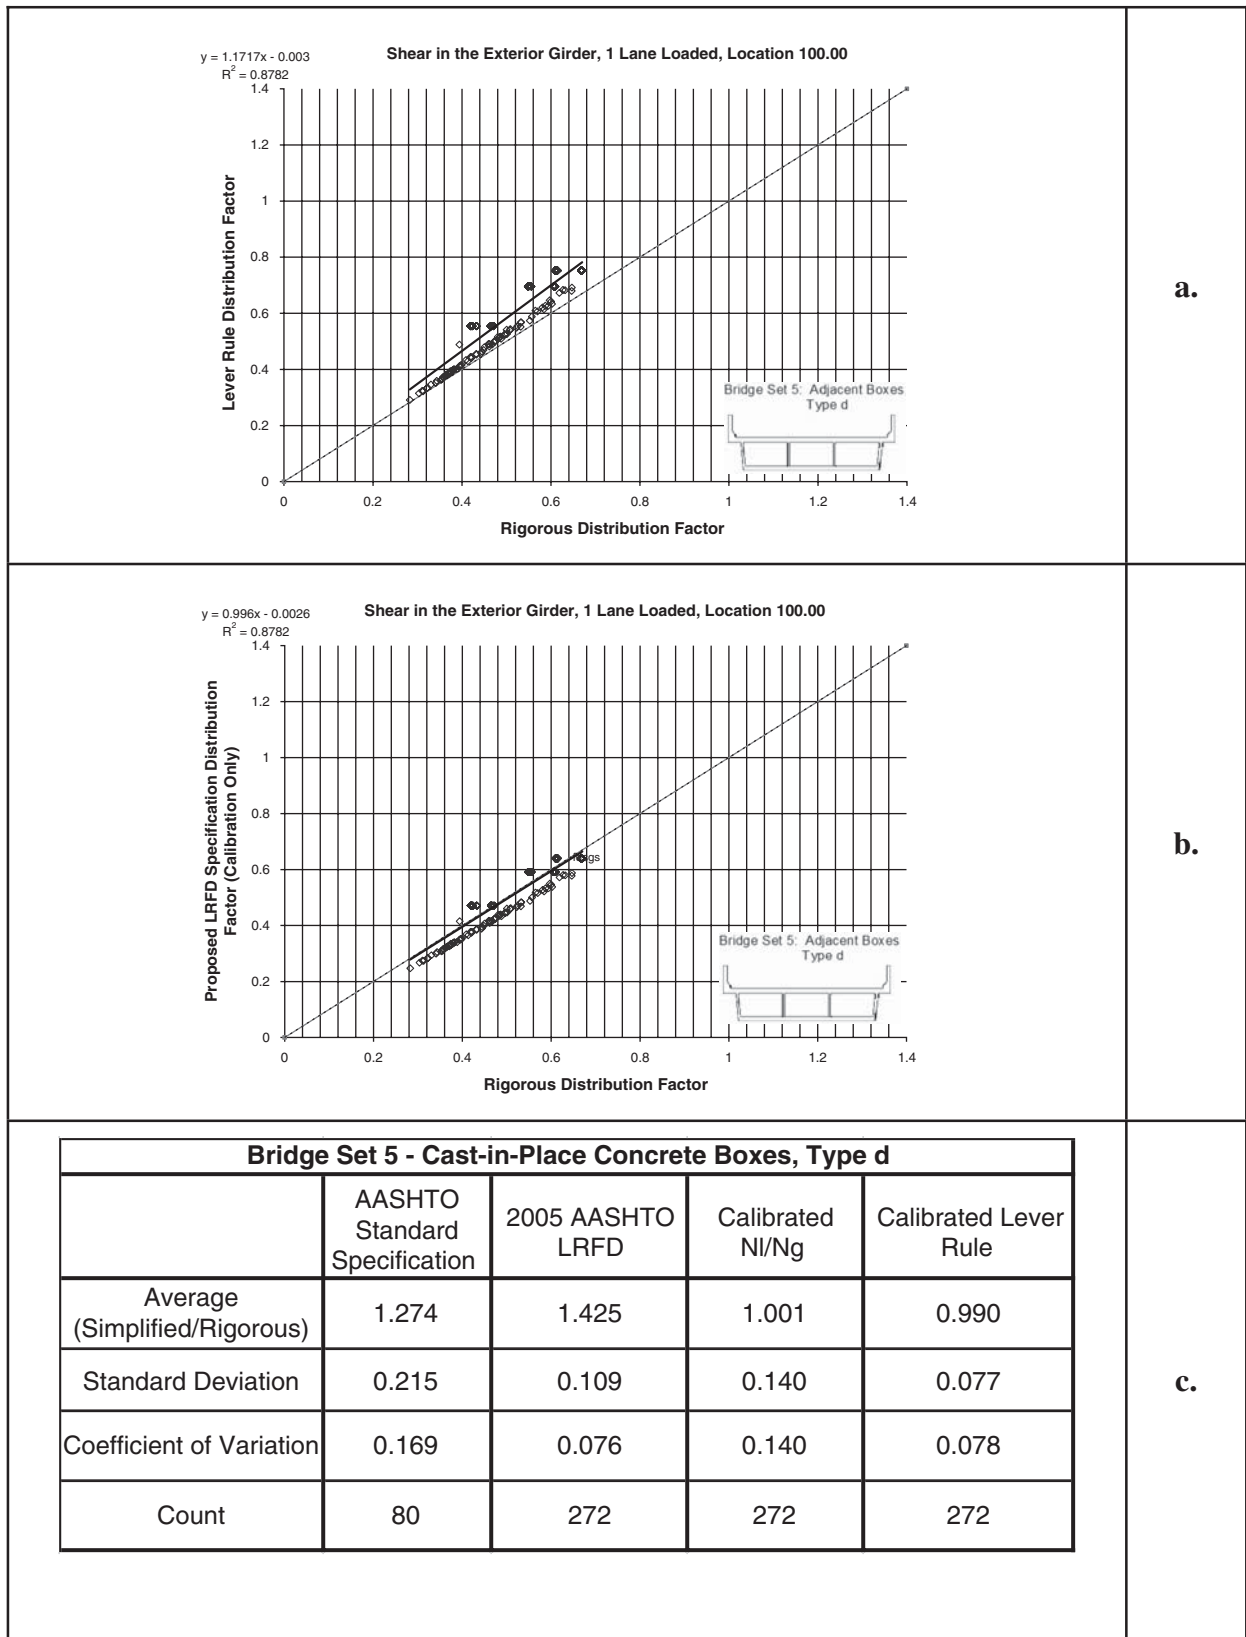 y = 1.1717x - 0.003
R2 = 0.8782
Shear in the Exterior Girder, 1 Lane Loaded, Location 100.00
1.4
1.2
1
0.8
0.6
0.4
0.2
0
Lever Rule Distribution Factor
0 0.2 0.4 0.6 0.8 1 1.2 1.4
Rigorous Distribution Factor
Bridge Set 5: Adjacent Boxes
Type d
a.
y = 0.996x - 0.0026
R2 = 0.8782
Shear in the Exterior Girder, 1 Lane Loaded, Location 100.00
1.4
1.2
1
0.8
0.6
0.4
0.2
0
Proposed LRFD Specification Distribution
Factor (Calibration Only)
0 0.2 0.4 0.6 0.8 1 1.2 1.4
Rigorous Distribution Factor
Bridge Set 5: Adjacent Boxes
Type d
b.
Bridge Set 5 - Cast-in-Place Concrete Boxes, Type d
AASHTO Standard Specification 2005 AASHTO LRFD Calibrated Nl/Ng Calibrated Lever Rule
Average (Simplified/Rigorous) 1.274 1.425 1.001 0.990
Standard Deviation 0.215 0.109 0.140 0.077
Coefficient of Variation 0.169 0.076 0.140 0.078
Count 80 272 272 272
c.